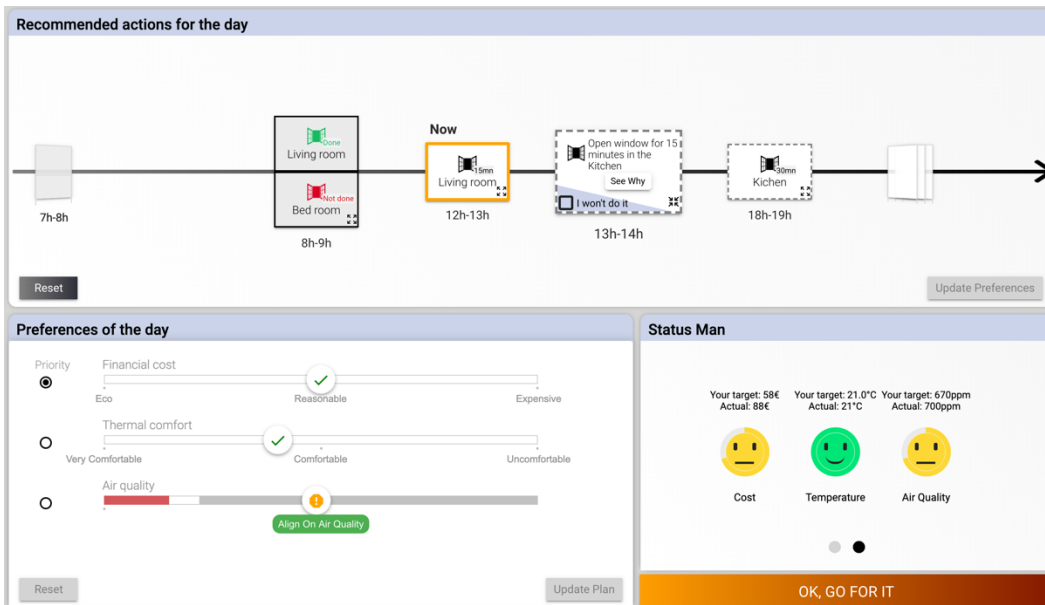 Recommended actions for the day
7h-8h
Done
Living room
Not done
Bed room
8h-9h
Now
15mn
Living room
12h-13h
Open window for 15
minutes in the
Kitchen
See Why
I won't do it
13h-14h
30mn
Kichen
18h-19h
Reset
Update Preferences
Preferences of the day
Priority
Financial cost
Eco
Reasonable
Expensive
Thermal comfort
Very Comfortable
Comfortable
Uncomfortable
Air quality
Align On Air Quality
Reset
Update Plan
Status Man
Your target: 58€
Actual: 88€
Cost
Your target: 21.0°C
Actual: 21°C
Temperature
Your target: 670ppm
Actual: 700ppm
Air Quality
OK, GO FOR IT